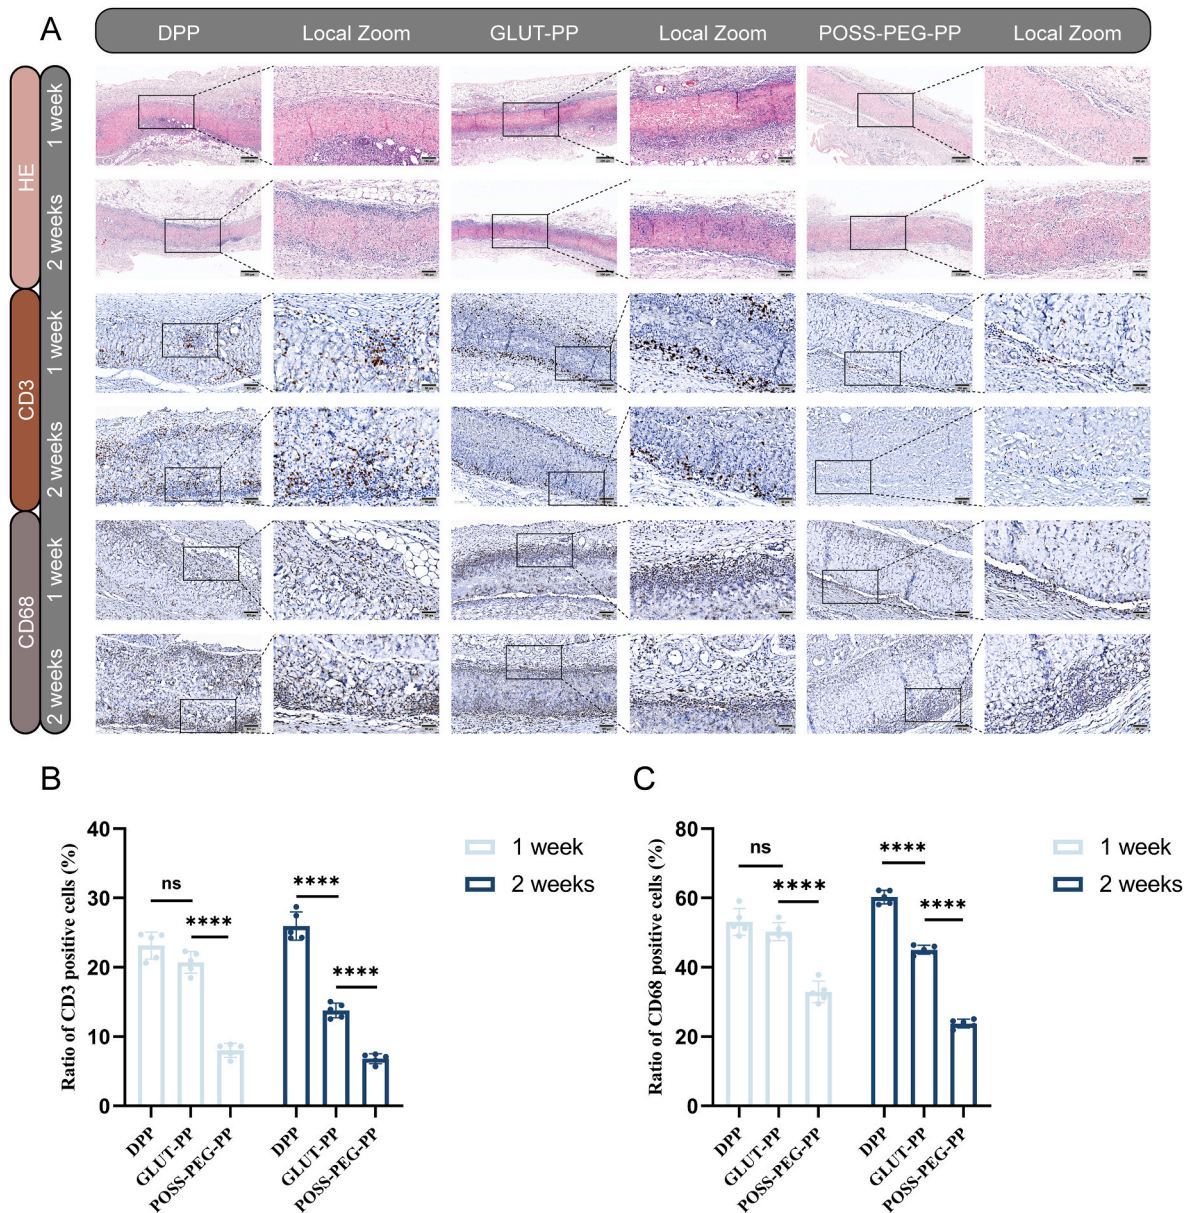 A
DPP Local Zoom GLUT-PP Local Zoom POSS-PEG-PP Local Zoom
HE
1 week
2 weeks
CD3
1 week
2 weeks
CD68
1 week
2 weeks
B
Ratio of CD3 positive cells (%)
40
30
20
10
0
ns
****
****
****
1 week
2 weeks
DPP
GLUT-PP
POSS-PEG-PP
DPP
GLUT-PP
POSS-PEG-PP
C
Ratio of CD68 positive cells (%)
80
60
40
20
0
ns
****
****
****
1 week
2 weeks
DPP
GLUT-PP
POSS-PEG-PP
DPP
GLUT-PP
POSS-PEG-PP